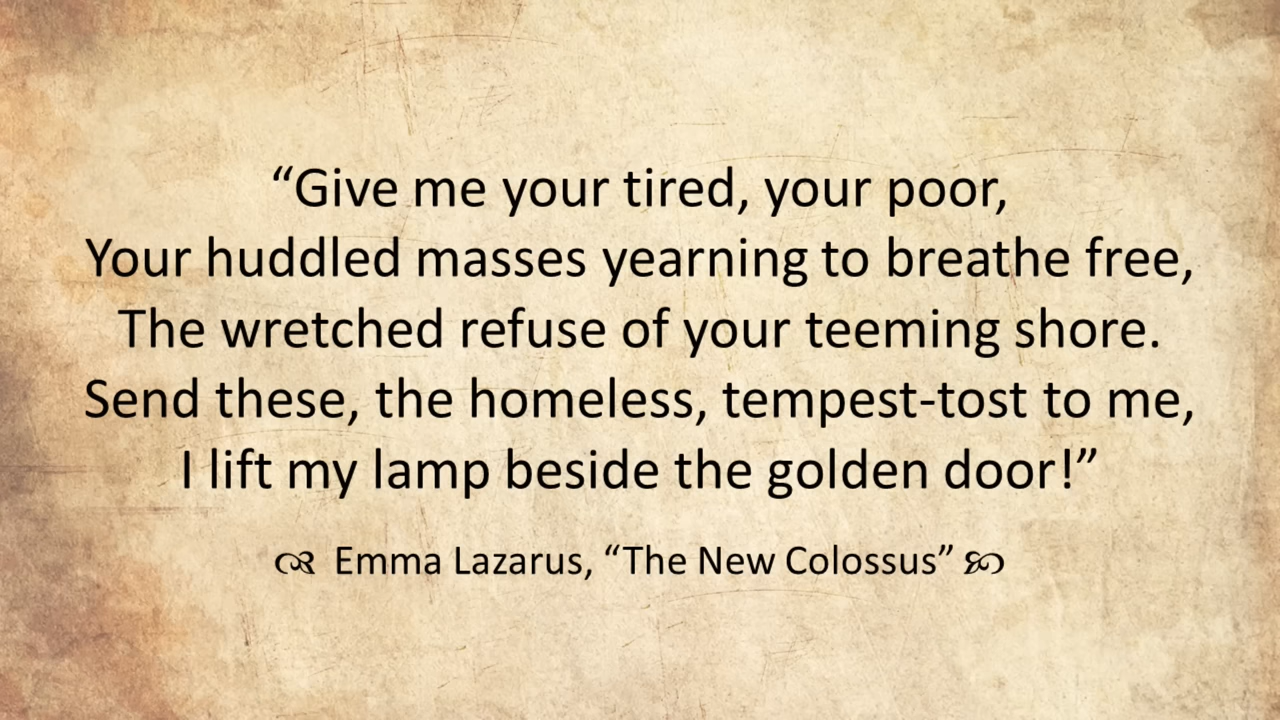 “Give me your tired, your poor,
Your huddled masses yearning to breathe free,
The wretched refuse of your teeming shore.
Send these, the homeless, tempest-tost to me,
I lift my lamp beside the golden door!”
Emma Lazarus, “The New Colossus”